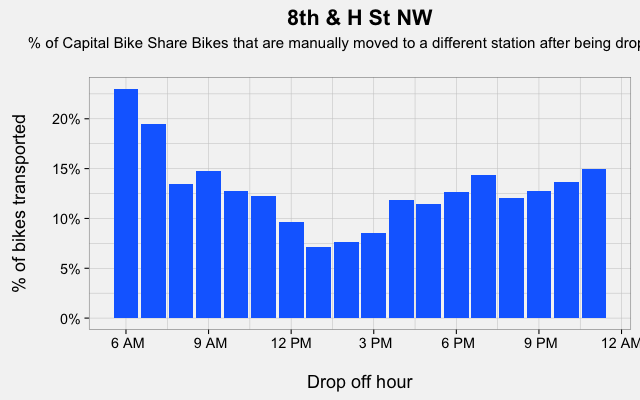 8th & H St NW
% of Capital Bike Share Bikes that are manually moved to a different station after being
% of bikes transported
20%
15%
10%
5%
0%
6 AM 9 AM 12 PM 3 PM 6 PM 9 PM 12 AM
Drop off hour